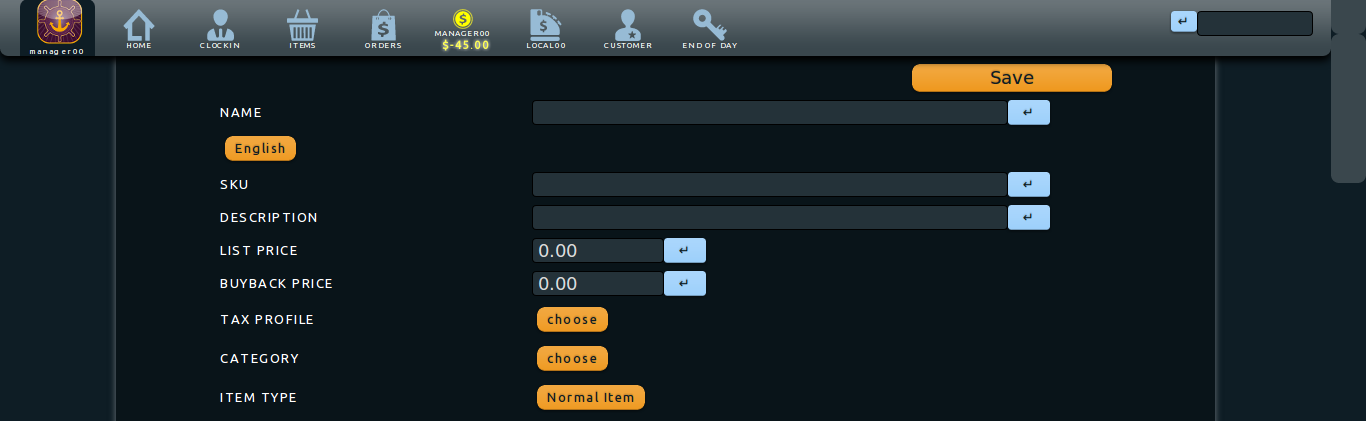 manager00
HOME
CLOCKIN
ITEMS
$
ORDERS
$
MANAGER00
$-45.00
$
LOCAL00
CUSTOMER
END OF DAY
↵
Save
NAME ↵
English
SKU ↵
DESCRIPTION ↵
LIST PRICE 0.00 ↵
BUYBACK PRICE 0.00 ↵
TAX PROFILE choose
CATEGORY choose
ITEM TYPE Normal Item